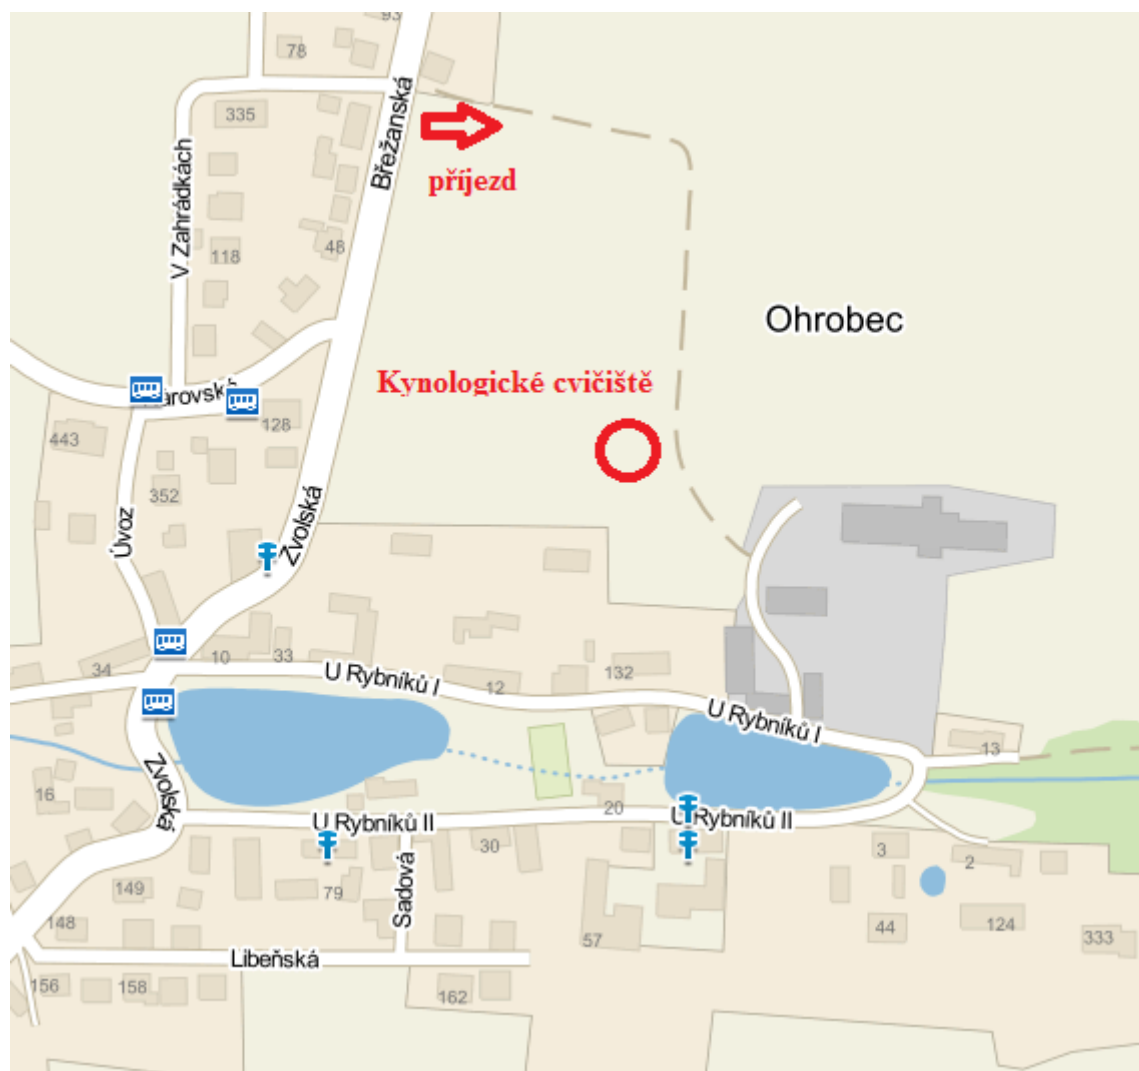 93
78
335
Břežanská
příjezd
V Zahrádkách
48
118
Ohrobec
Kynologické cvičiště
128
443
352
Úvoz
Zvolská
34
10
33
U Rybníků I
12
132
U Rybníků I
13
Zvolská
16
U Rybníků II
20
U Rybníků II
30
3
2
149
79
Sadová
148
57
44
124
333
Libeňská
156
158
162